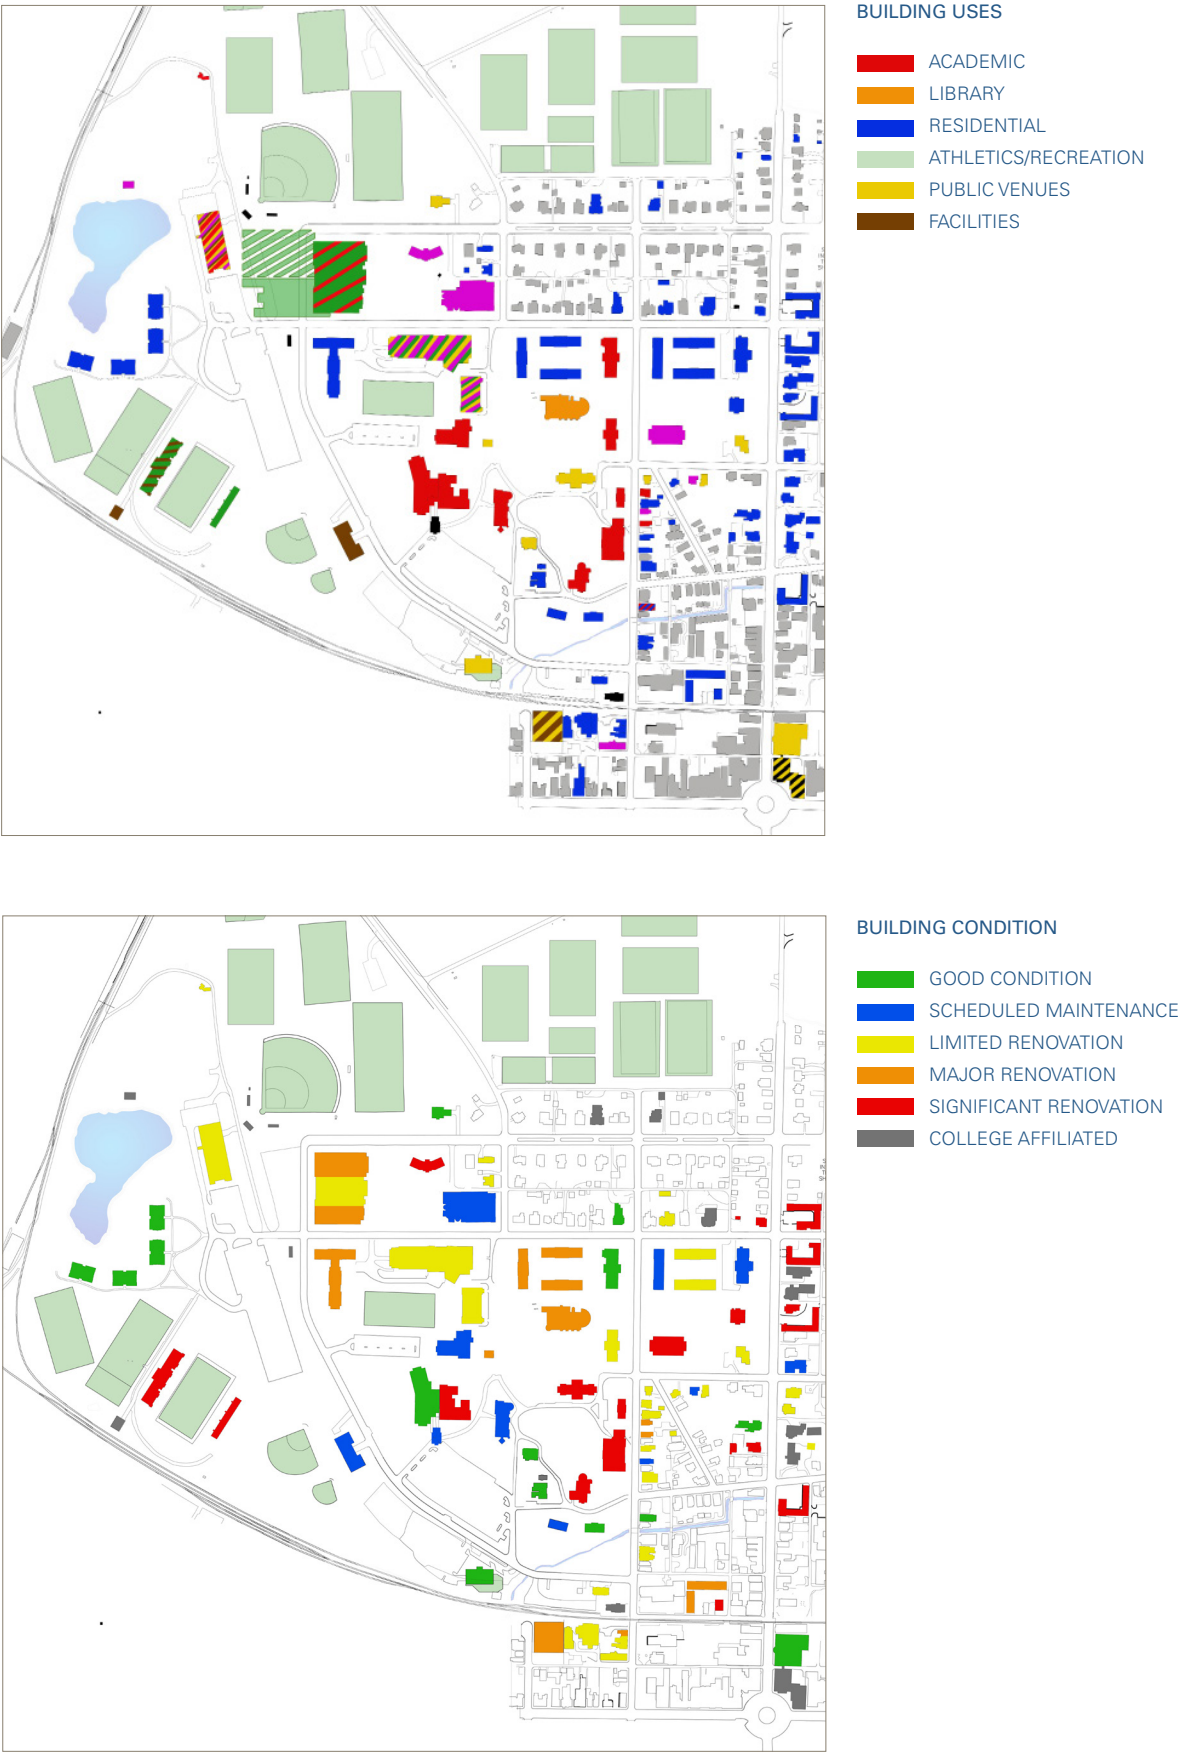 BUILDING USES
ACADEMIC
LIBRARY
RESIDENTIAL
ATHLETICS/RECREATION
PUBLIC VENUES
FACILITIES
BUILDING CONDITION
GOOD CONDITION
SCHEDULED MAINTENANCE
LIMITED RENOVATION
MAJOR RENOVATION
SIGNIFICANT RENOVATION
COLLEGE AFFILIATED